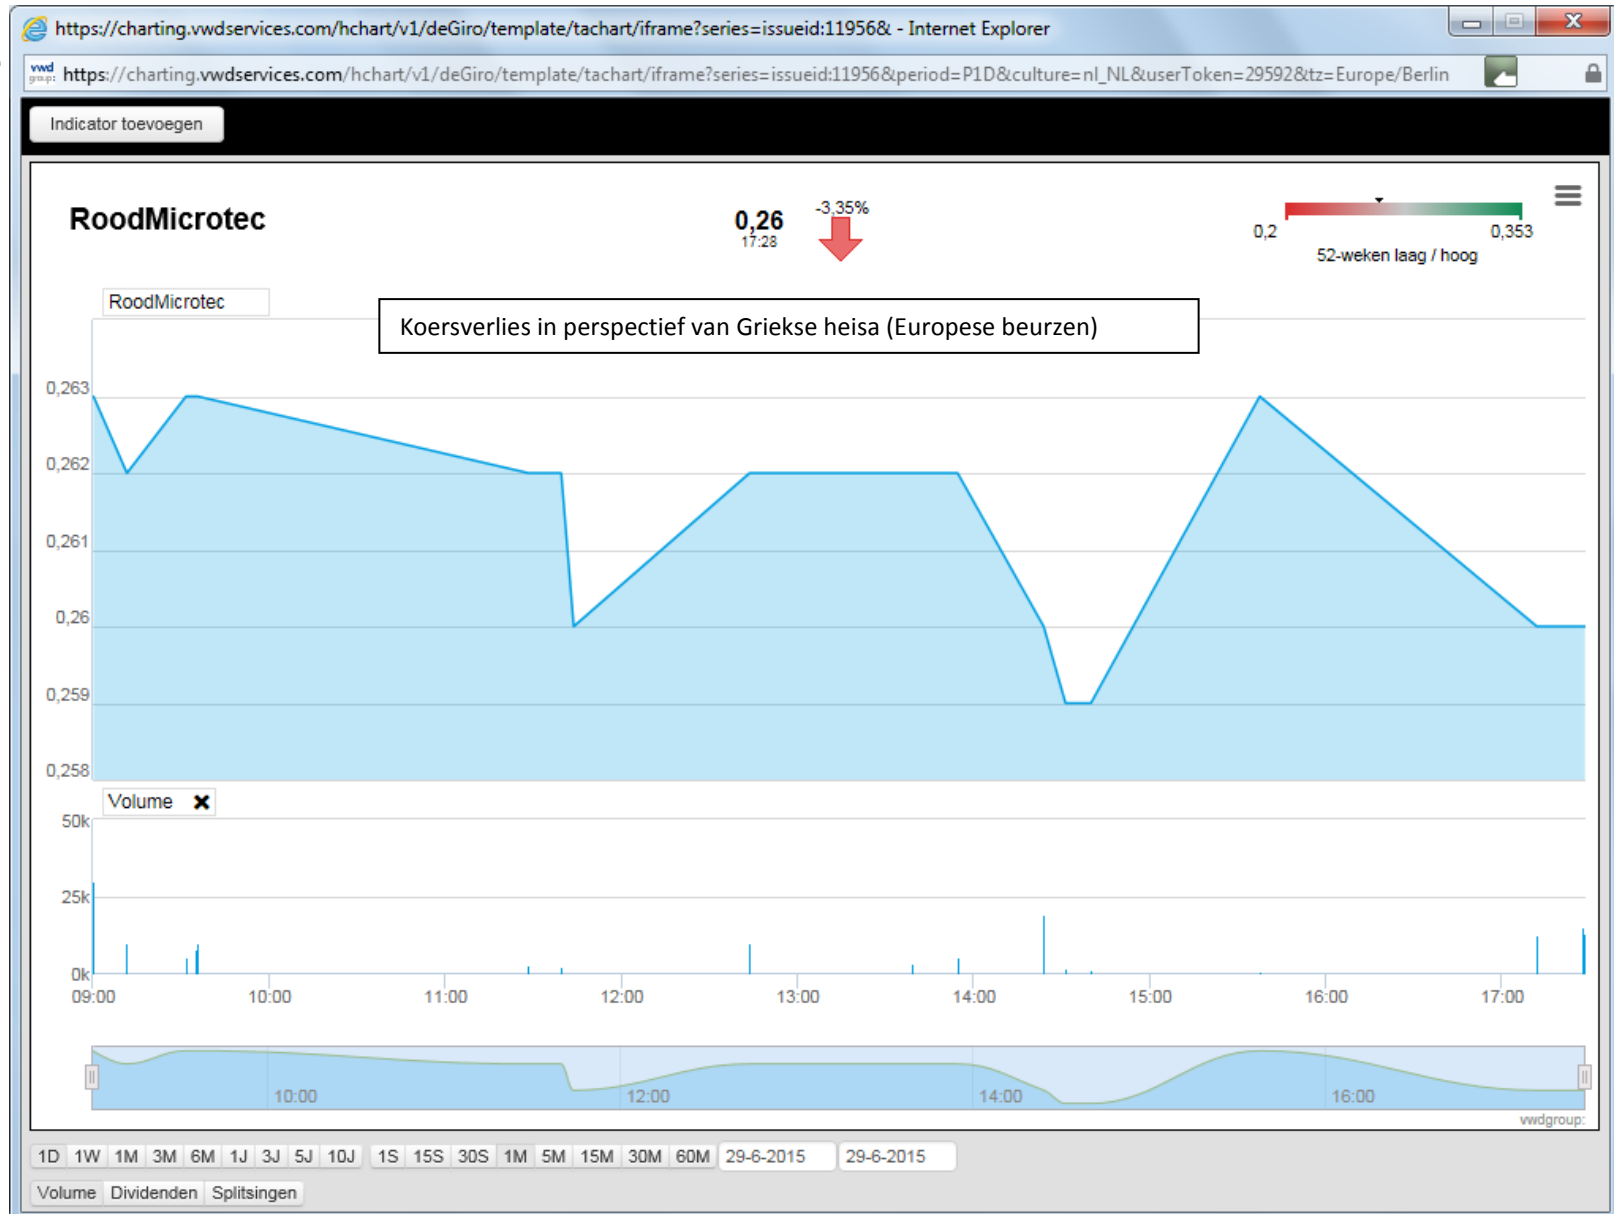 https://charting.vwdservices.com/hchart/v1/deGiro/template/tachart/iframe?series=issueid:11956& - Internet Explorer
vwd group: https://charting.vwdservices.com/hchart/v1/deGiro/template/tachart/iframe?series=issueid:11956&period=P1D&culture=nl_NL&userToken=29592&tz=Europe/Berlin
Indicator toevoegen
RoodMicrotec
0,26
17:28
-3,35%
0,2 0,353
52-weken laag / hoog
RoodMicrotec
Koersverlies in perspectief van Griekse heisa (Europese beurzen)
0,263
0,262
0,261
0,26
0,259
0,258
Volume
50k
25k
0k
09:00 10:00 11:00 12:00 13:00 14:00 15:00 16:00 17:00
10:00 12:00 14:00 16:00
vwdgroup:
1D 1W 1M 3M 6M 1J 3J 5J 10J 1S 15S 30S 1M 5M 15M 30M 60M 29-6-2015 29-6-2015
Volume Dividenden Splitsingen